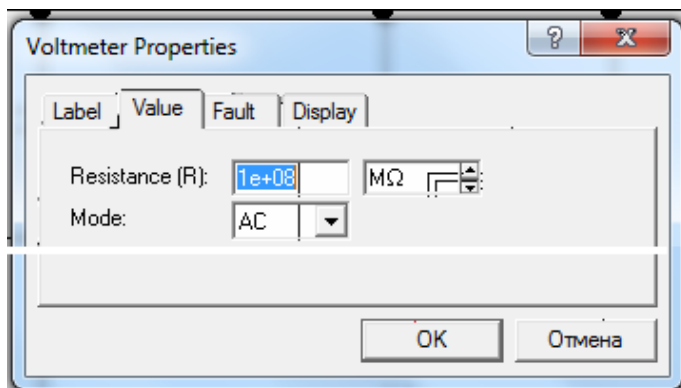 Voltmeter Properties
Label Value Fault Display
Resistance (R): 1e+08 MΩ
Mode: AC
OK Отмена